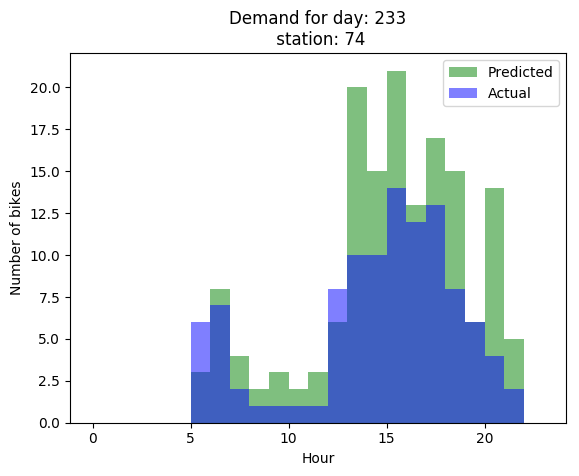 Demand for day: 233
station: 74
Predicted
Actual
Number of bikes
20.0
17.5
15.0
12.5
10.0
7.5
5.0
2.5
0.0
0 5 10 15 20
Hour